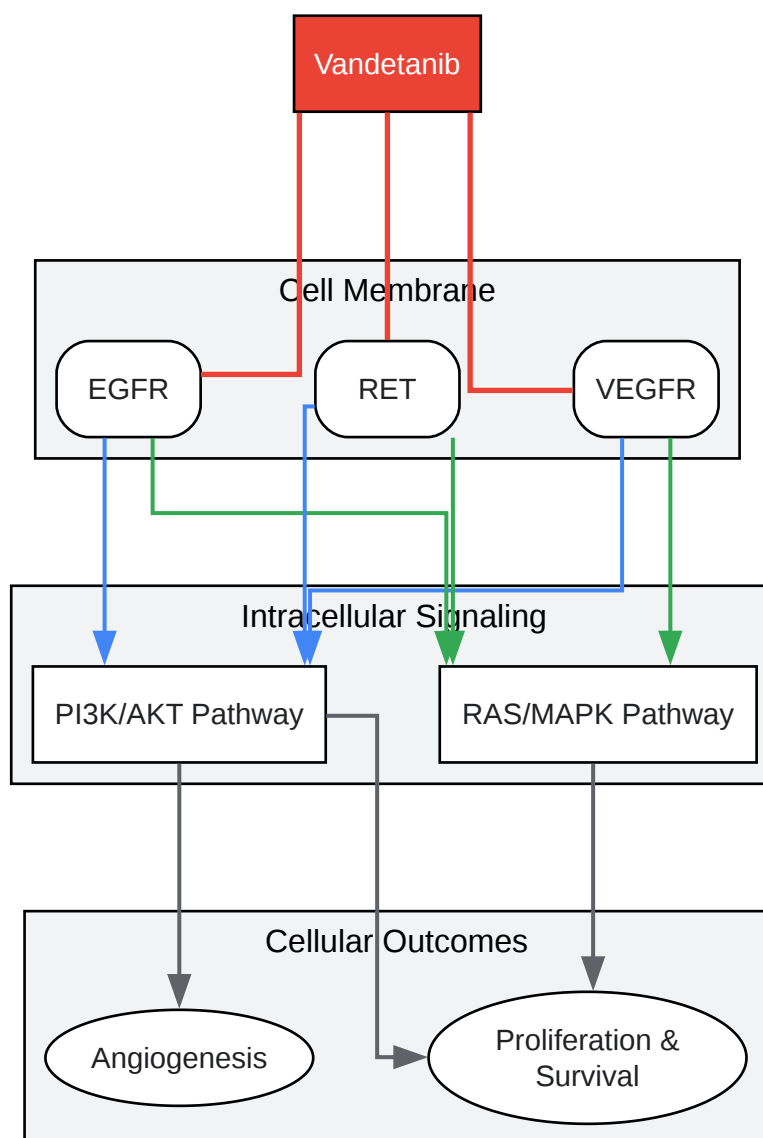 Vandetanib
Cell Membrane
EGFR
RET
VEGFR
Intracellular Signaling
PI3K/AKT Pathway
RAS/MAPK Pathway
Cellular Outcomes
Angiogenesis
Proliferation &
Survival